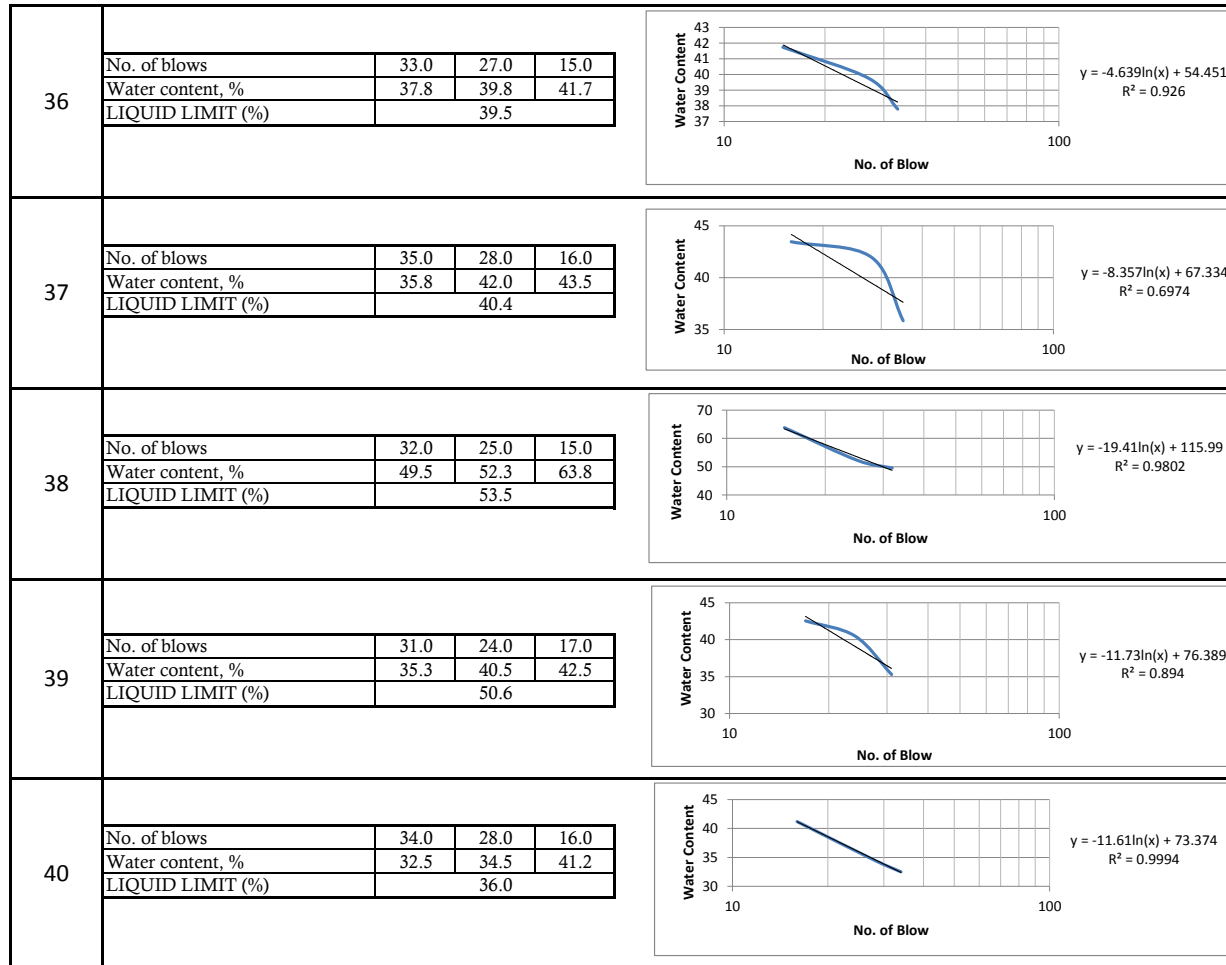 36
No. of blows 33.0 27.0 15.0
Water content, % 37.8 39.8 41.7
LIQUID LIMIT (%) 39.5
Water Content
43
42
41
40
39
38
37
10 100
No. of Blow
y = -4.639ln(x) + 54.451
R² = 0.926
37
No. of blows 35.0 28.0 16.0
Water content, % 35.8 42.0 43.5
LIQUID LIMIT (%) 40.4
Water Content
45
40
35
10 100
No. of Blow
y = -8.357ln(x) + 67.334
R² = 0.6974
38
No. of blows 32.0 25.0 15.0
Water content, % 49.5 52.3 63.8
LIQUID LIMIT (%) 53.5
Water Content
70
60
50
40
10 100
No. of Blow
y = -19.41ln(x) + 115.99
R² = 0.9802
39
No. of blows 31.0 24.0 17.0
Water content, % 35.3 40.5 42.5
LIQUID LIMIT (%) 50.6
Water Content
45
40
35
30
10 100
No. of Blow
y = -11.73ln(x) + 76.389
R² = 0.894
40
No. of blows 34.0 28.0 16.0
Water content, % 32.5 34.5 41.2
LIQUID LIMIT (%) 36.0
Water Content
45
40
35
30
10 100
No. of Blow
y = -11.61ln(x) + 73.374
R² = 0.9994